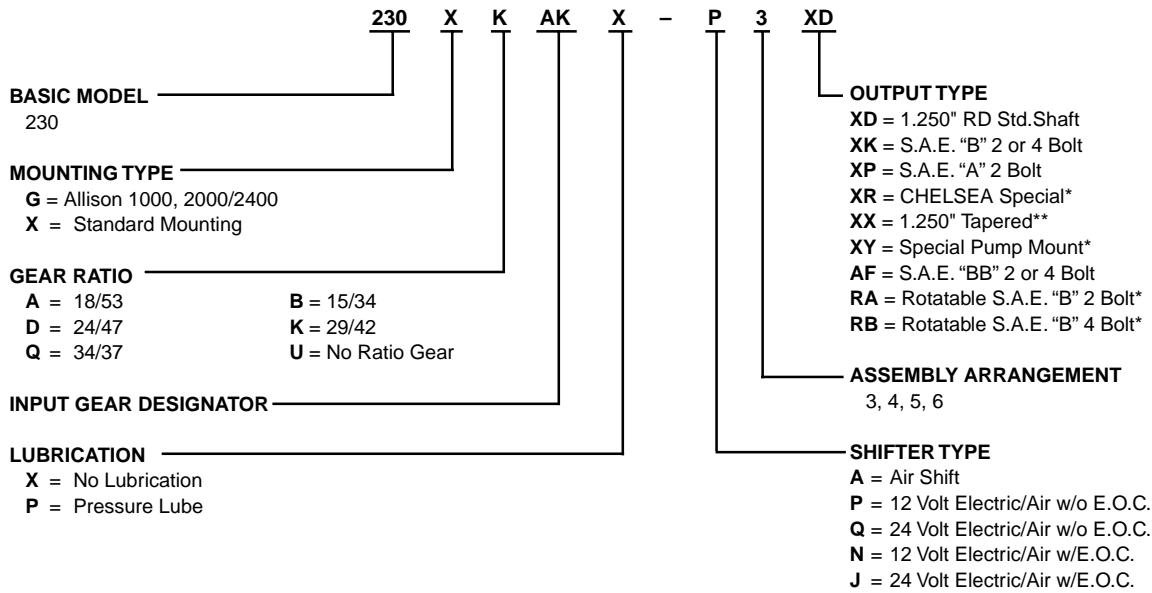 230 X K AK X – P 3 XD
BASIC MODEL
230
MOUNTING TYPE
G = Allison 1000, 2000/2400
X = Standard Mounting
GEAR RATIO
A = 18/53 B = 15/34
D = 24/47 K = 29/42
Q = 34/37 U = No Ratio Gear
INPUT GEAR DESIGNATOR
LUBRICATION
X = No Lubrication
P = Pressure Lube
OUTPUT TYPE
XD = 1.250" RD Std.Shaft
XK = S.A.E. “B” 2 or 4 Bolt
XP = S.A.E. “A” 2 Bolt
XR = CHELSEA Special*
XX = 1.250" Tapered**
XY = Special Pump Mount*
AF = S.A.E. “BB” 2 or 4 Bolt
RA = Rotatable S.A.E. “B” 2 Bolt*
RB = Rotatable S.A.E. “B” 4 Bolt*
ASSEMBLY ARRANGEMENT
3, 4, 5, 6
SHIFTER TYPE
A = Air Shift
P = 12 Volt Electric/Air w/o E.O.C.
Q = 24 Volt Electric/Air w/o E.O.C.
N = 12 Volt Electric/Air w/E.O.C.
J = 24 Volt Electric/Air w/E.O.C.